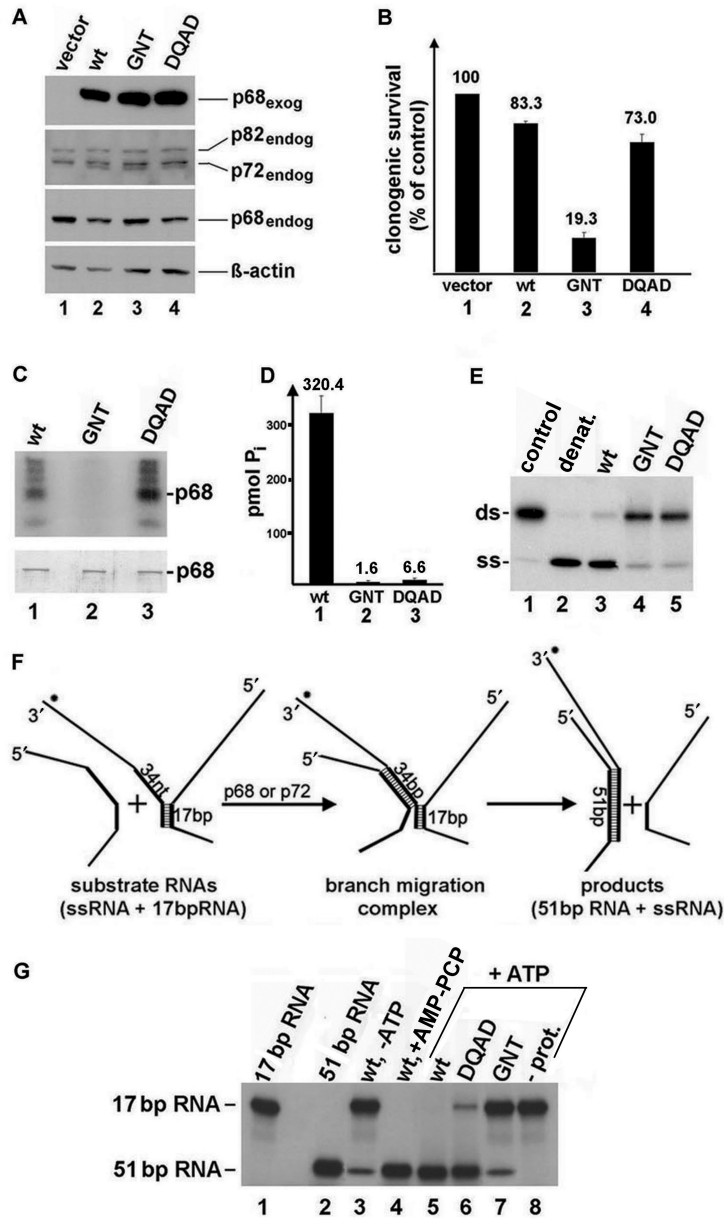 A
vector
wt
GNT
DQAD
p68exog
p82endog
p72endog
p68endog
ß-actin
1 2 3 4
B
clonogenic survival
(% of control)
100
83.3
19.3
73.0
vector wt GNT DQAD
1 2 3 4
C
wt
GNT
DQAD
-p68
-p68
1 2 3
D
pmol Pi
300
200
100
320.4
1.6
6.6
wt GNT DQAD
1 2 3
E
control
denat.
wt
GNT
DQAD
ds-
ss-
1 2 3 4 5
F
3´ *
5´
5´
34nt
+
17bp
p68 or p72
3´ *
5´
5´
34bp
17bp
3´ *
5´
5´
51bp
+
substrate RNAs
(ssRNA + 17bpRNA)
branch migration
complex
products
(51bp RNA + ssRNA)
G
17 bp RNA
51 bp RNA
wt, -ATP
wt, +AMP-PCP
+ ATP
wt
DQAD
GNT
- prot.
17 bp RNA –
51 bp RNA –
1 2 3 4 5 6 7 8